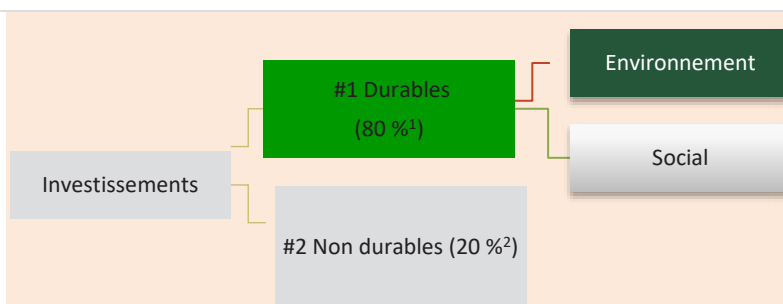 Environnement
#1 Durables
(80 %¹)
Social
Investissements
#2 Non durables (20 %²)